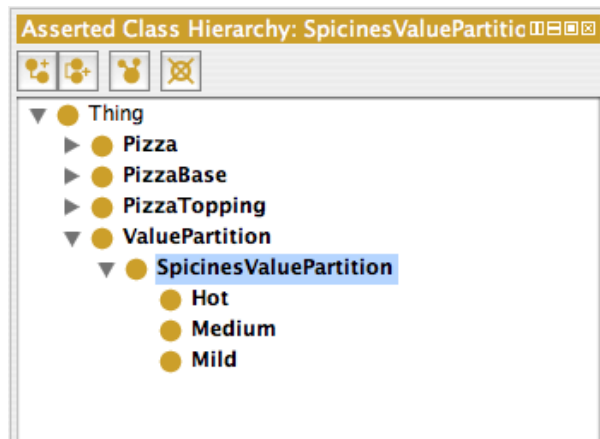 Asserted Class Hierarchy: SpicinesValuePartitic
Thing
Pizza
PizzaBase
PizzaTopping
ValuePartition
SpicinesValuePartition
Hot
Medium
Mild